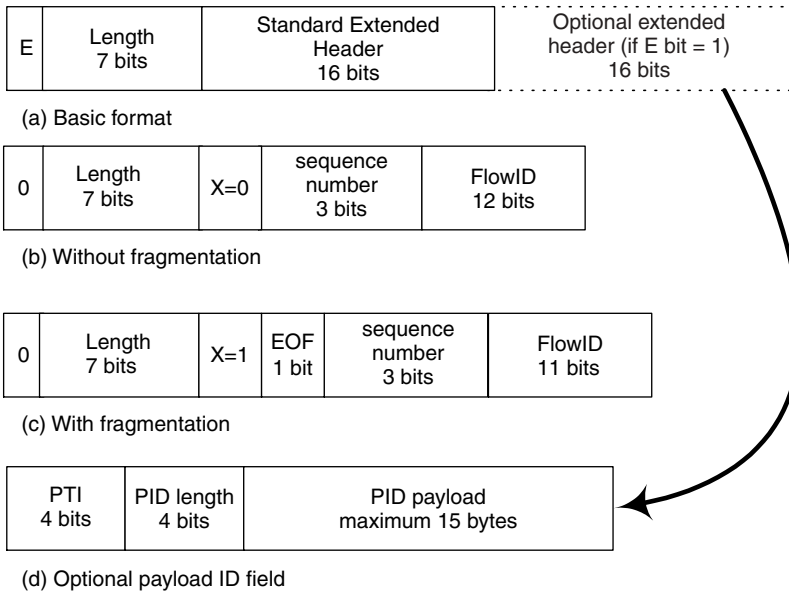 E
Length
7 bits
Standard Extended
Header
16 bits
Optional extended
header (if E bit = 1)
16 bits
(a) Basic format
0
Length
7 bits
X=0
sequence
number
3 bits
FlowID
12 bits
(b) Without fragmentation
0
Length
7 bits
X=1
EOF
1 bit
sequence
number
3 bits
FlowID
11 bits
(c) With fragmentation
PTI
4 bits
PID length
4 bits
PID payload
maximum 15 bytes
(d) Optional payload ID field